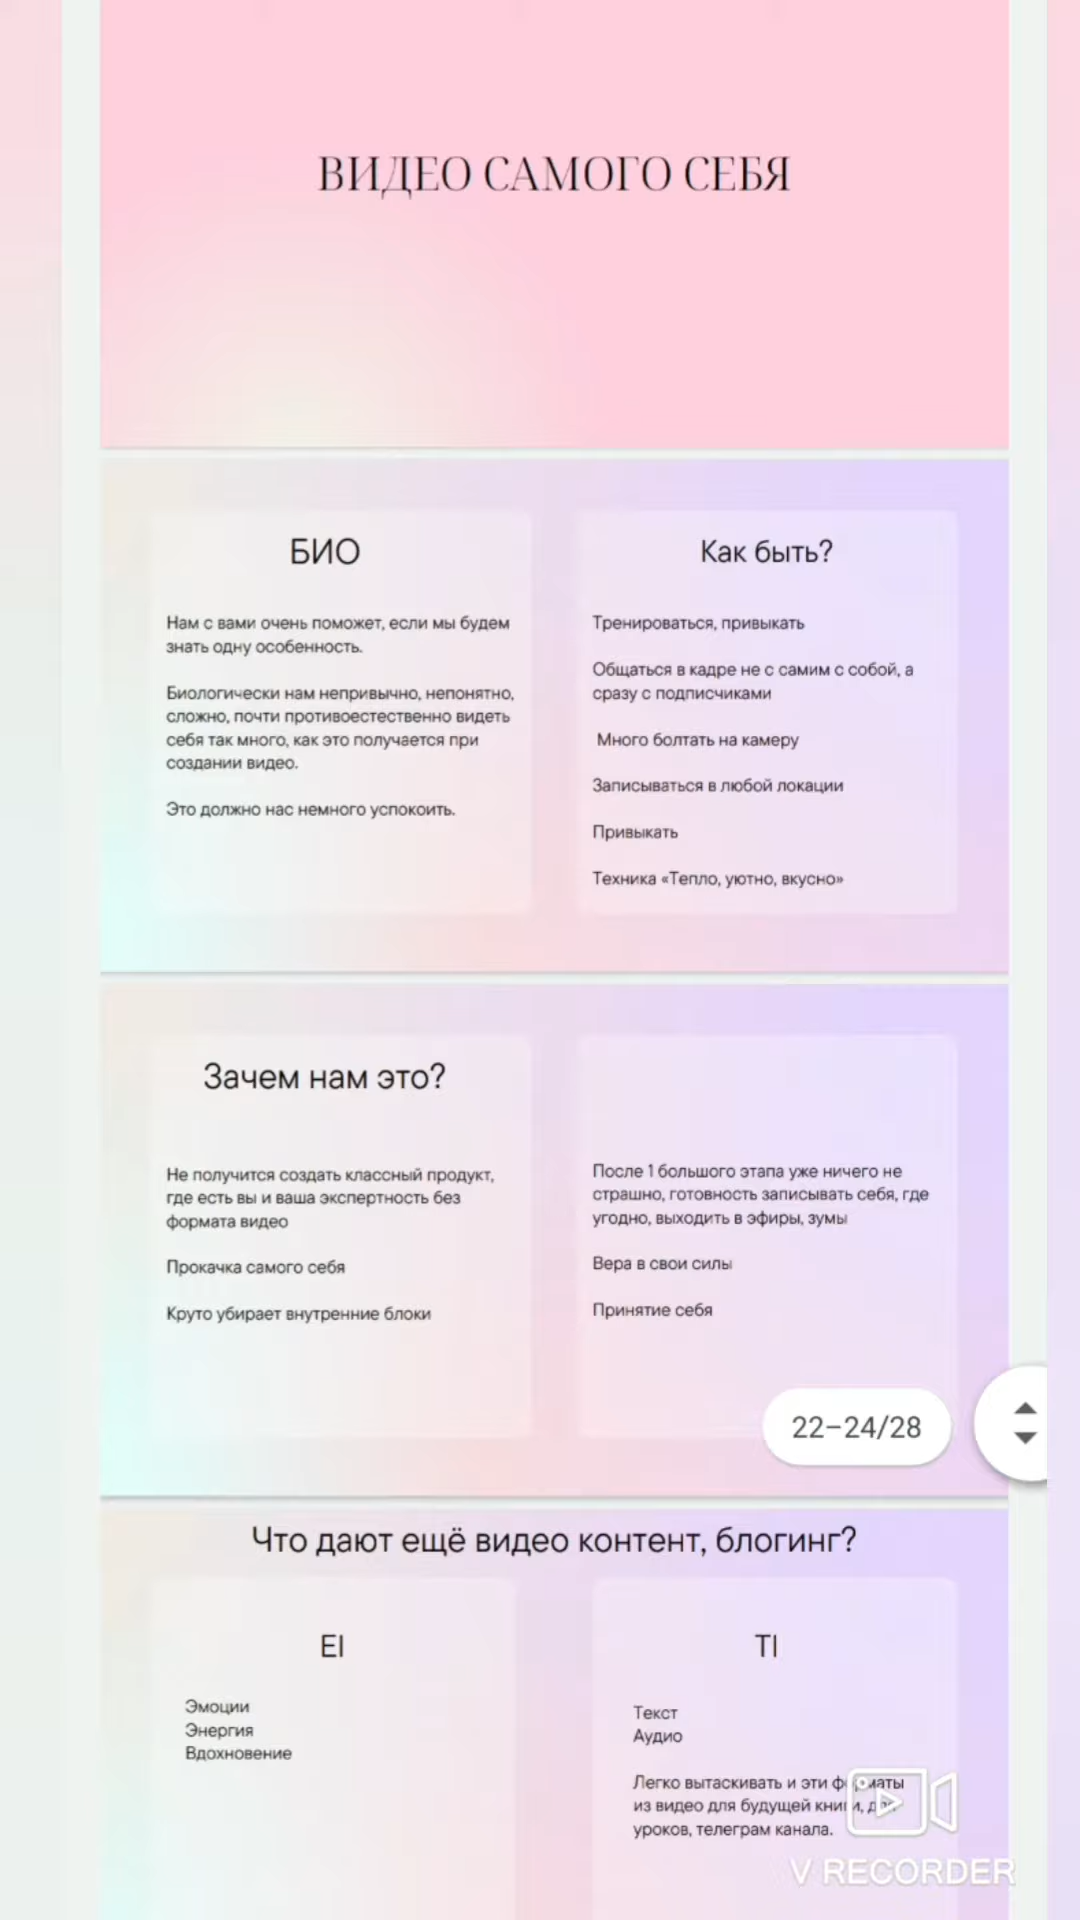 ВИДЕО САМОГО СЕБЯ
БИО
Нам с вами очень поможет, если мы будем
знать одну особенность.
Биологически нам непривычно, непонятно,
сложно, почти противоестественно видеть
себя так много, как это получается при
создании видео.
Это должно нас немного успокоить.
Как быть?
Тренироваться, привыкать
Общаться в кадре не с самим с собой, а
сразу с подписчиками
Много болтать на камеру
Записываться в любой локации
Привыкать
Техника «Тепло, уютно, вкусно»
Зачем нам это?
Не получится создать классный продукт,
где есть вы и ваша экспертность без
формата видео
Прокачка самого себя
Круто убирает внутренние блоки
После 1 большого этапа уже ничего не
страшно, готовность записывать себя, где
угодно, выходить в эфиры, зумы
Вера в свои силы
Принятие себя
22–24/28
Что дают ещё видео контент, блогинг?
EI
Эмоции
Энергия
Вдохновение
TI
Текст
Аудио
Легко вытаскивать и эти форматы
из видео для будущей книги, для
уроков, телеграм канала.
V RECORDER